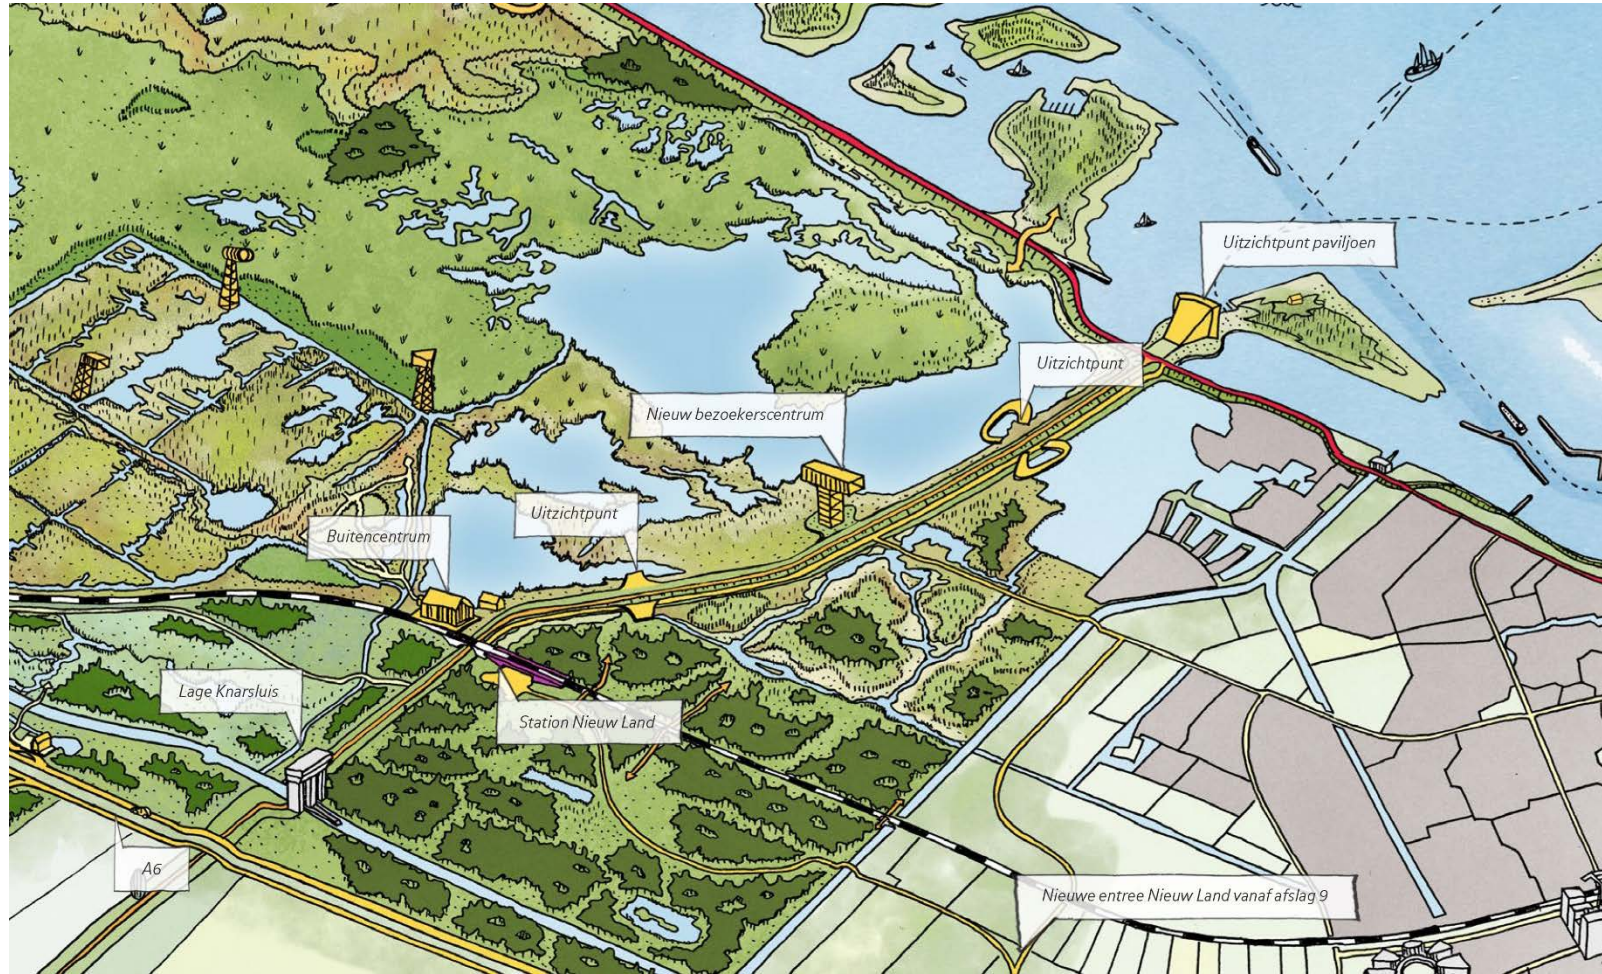 Uitzichtpunt paviljoen
Uitzichtpunt
Nieuw bezoekerscentrum
Uitzichtpunt
Buitencentrum
Lage Knarsluis
Station Nieuw Land
A6
Nieuwe entree Nieuw Land vanaf afslag 9